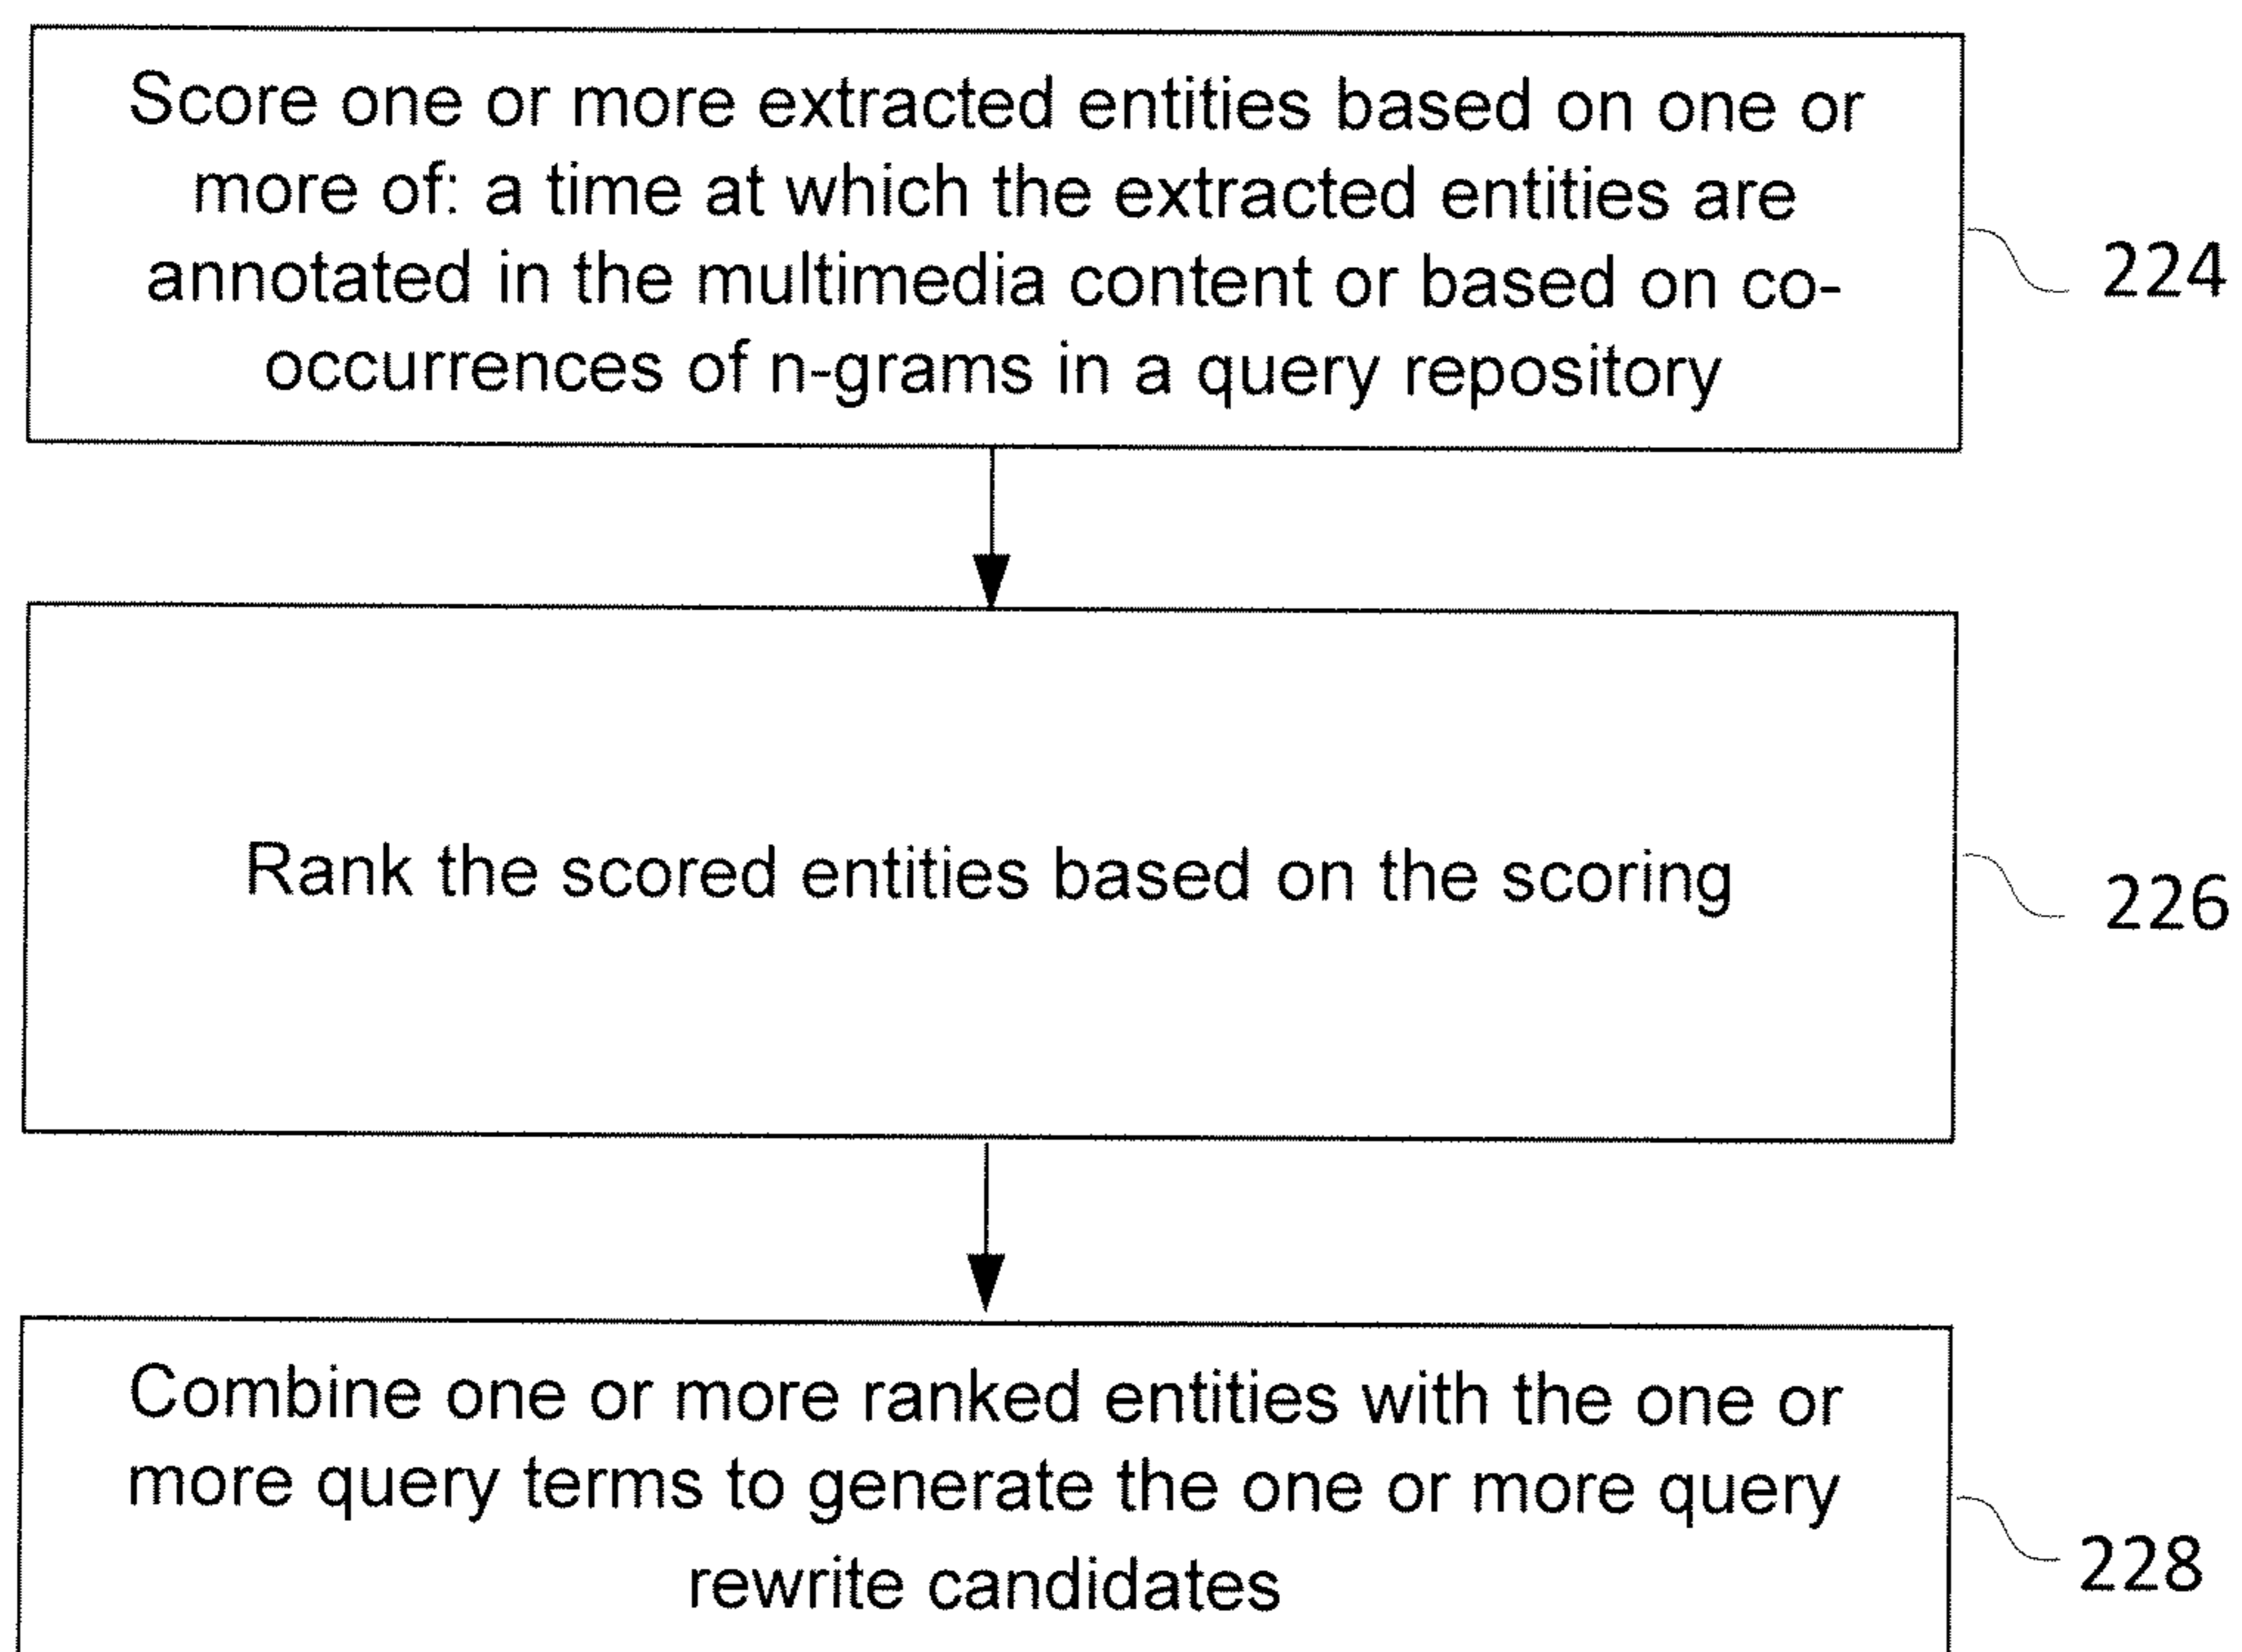 Score one or more extracted entities based on one or
more of: a time at which the extracted entities are
annotated in the multimedia content or based on co-
occurrences of n-grams in a query repository
224
Rank the scored entities based on the scoring
226
Combine one or more ranked entities with the one or
more query terms to generate the one or more query
rewrite candidates
228